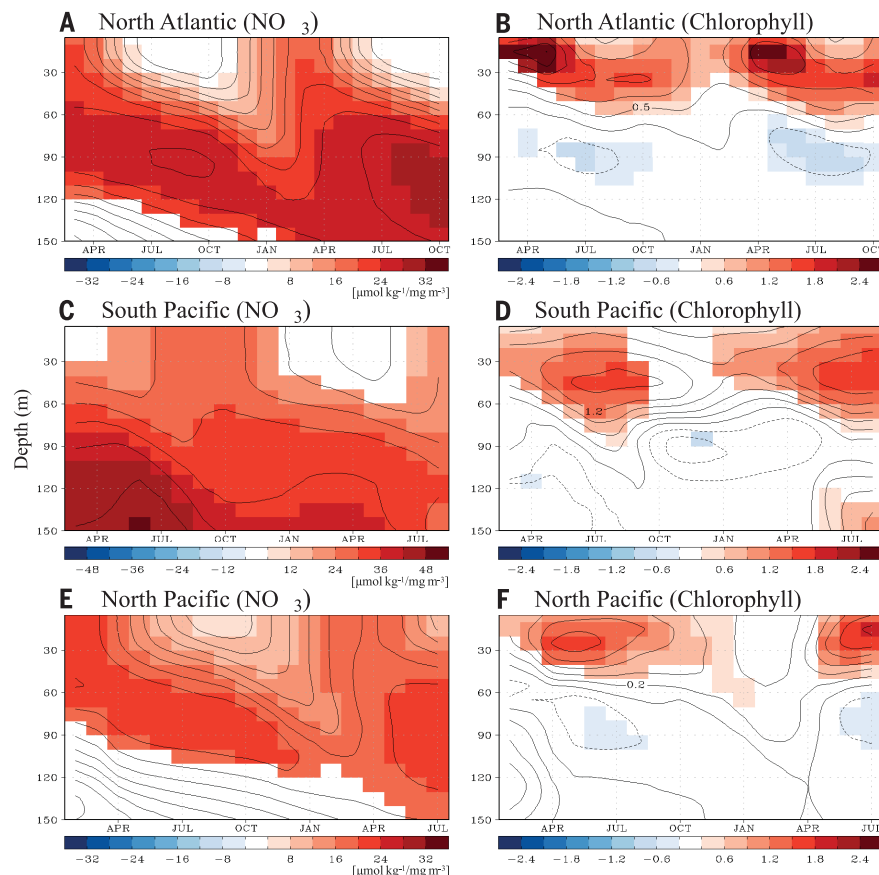 A North Atlantic (NO 3)
30
60
90
120
150
APR JUL OCT JAN APR JUL OCT
−32 −24 −16 −8 8 16 24 32
[μmol kg⁻¹/mg m⁻³]
B North Atlantic (Chlorophyll)
0.5
30
60
90
120
150
APR JUL OCT JAN APR JUL OCT
−2.4 −1.8 −1.2 −0.6 0.6 1.2 1.8 2.4
C South Pacific (NO 3)
Depth (m)
30
60
90
120
150
APR JUL OCT JAN APR JUL
−48 −36 −24 −12 12 24 36 48
[μmol kg⁻¹/mg m⁻³]
D South Pacific (Chlorophyll)
30
1.2
60
90
120
150
APR JUL OCT JAN APR JUL
−2.4 −1.8 −1.2 −0.6 0.6 1.2 1.8 2.4
E North Pacific (NO 3)
30
60
90
120
150
APR JUL OCT JAN APR JUL
−32 −24 −16 −8 8 16 24 32
[μmol kg⁻¹/mg m⁻³]
F North Pacific (Chlorophyll)
30
0.2
60
90
120
150
APR JUL OCT JAN APR JUL
−2.4 −1.8 −1.2 −0.6 0.6 1.2 1.8 2.4